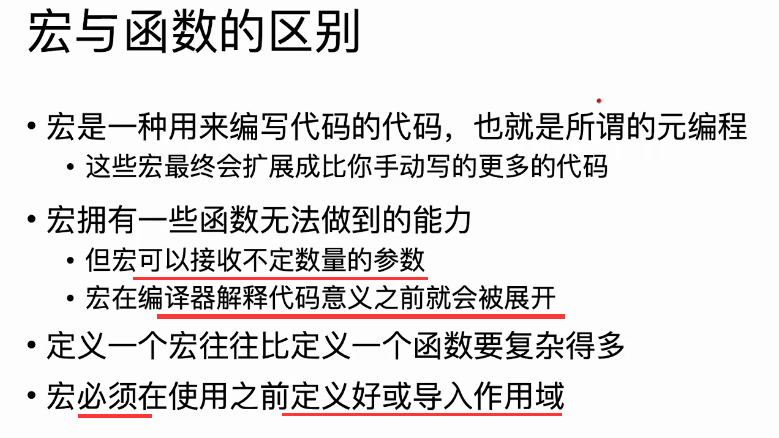 宏与函数的区别
• 宏是一种用来编写代码的代码，也就是所谓的元编程
• 这些宏最终会扩展成比你手动写的更多的代码
• 宏拥有一些函数无法做到的能力
• 但宏可以接收不定数量的参数
• 宏在编译器解释代码意义之前就会被展开
• 定义一个宏往往比定义一个函数要复杂得多
• 宏必须在使用之前定义好或导入作用域